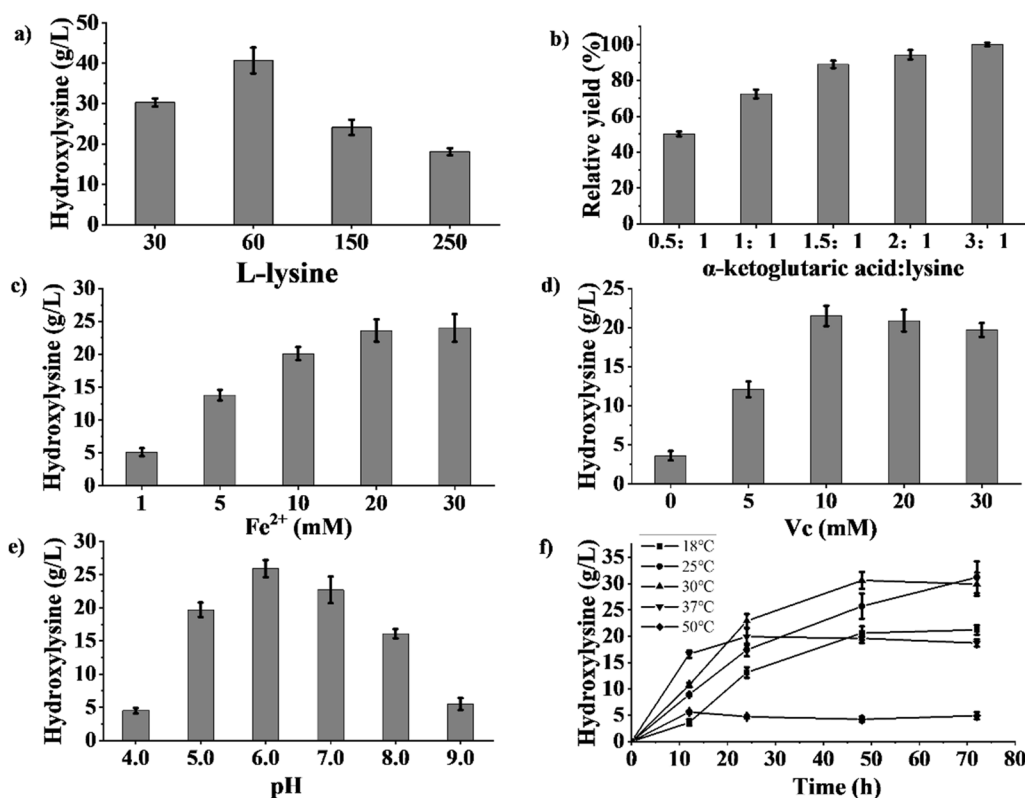 a)
Hydroxylysine (g/L)
50
40
30
20
10
0
30 60 150 250
L-lysine
b)
Relative yield (%)
100
80
60
40
20
0
0.5: 1 1: 1 1.5: 1 2: 1 3: 1
α-ketoglutaric acid:lysine
c)
Hydroxylysine (g/L)
30
25
20
15
10
5
0
1 5 10 20 30
Fe²⁺ (mM)
d)
Hydroxylysine (g/L)
25
20
15
10
5
0
0 5 10 20 30
Vc (mM)
e)
Hydroxylysine (g/L)
30
25
20
15
10
5
0
4.0 5.0 6.0 7.0 8.0 9.0
pH
f)
Hydroxylysine (g/L)
35
30
25
20
15
10
5
0
18°C
25°C
30°C
37°C
50°C
0 10 20 30 40 50 60 70 80
Time (h)